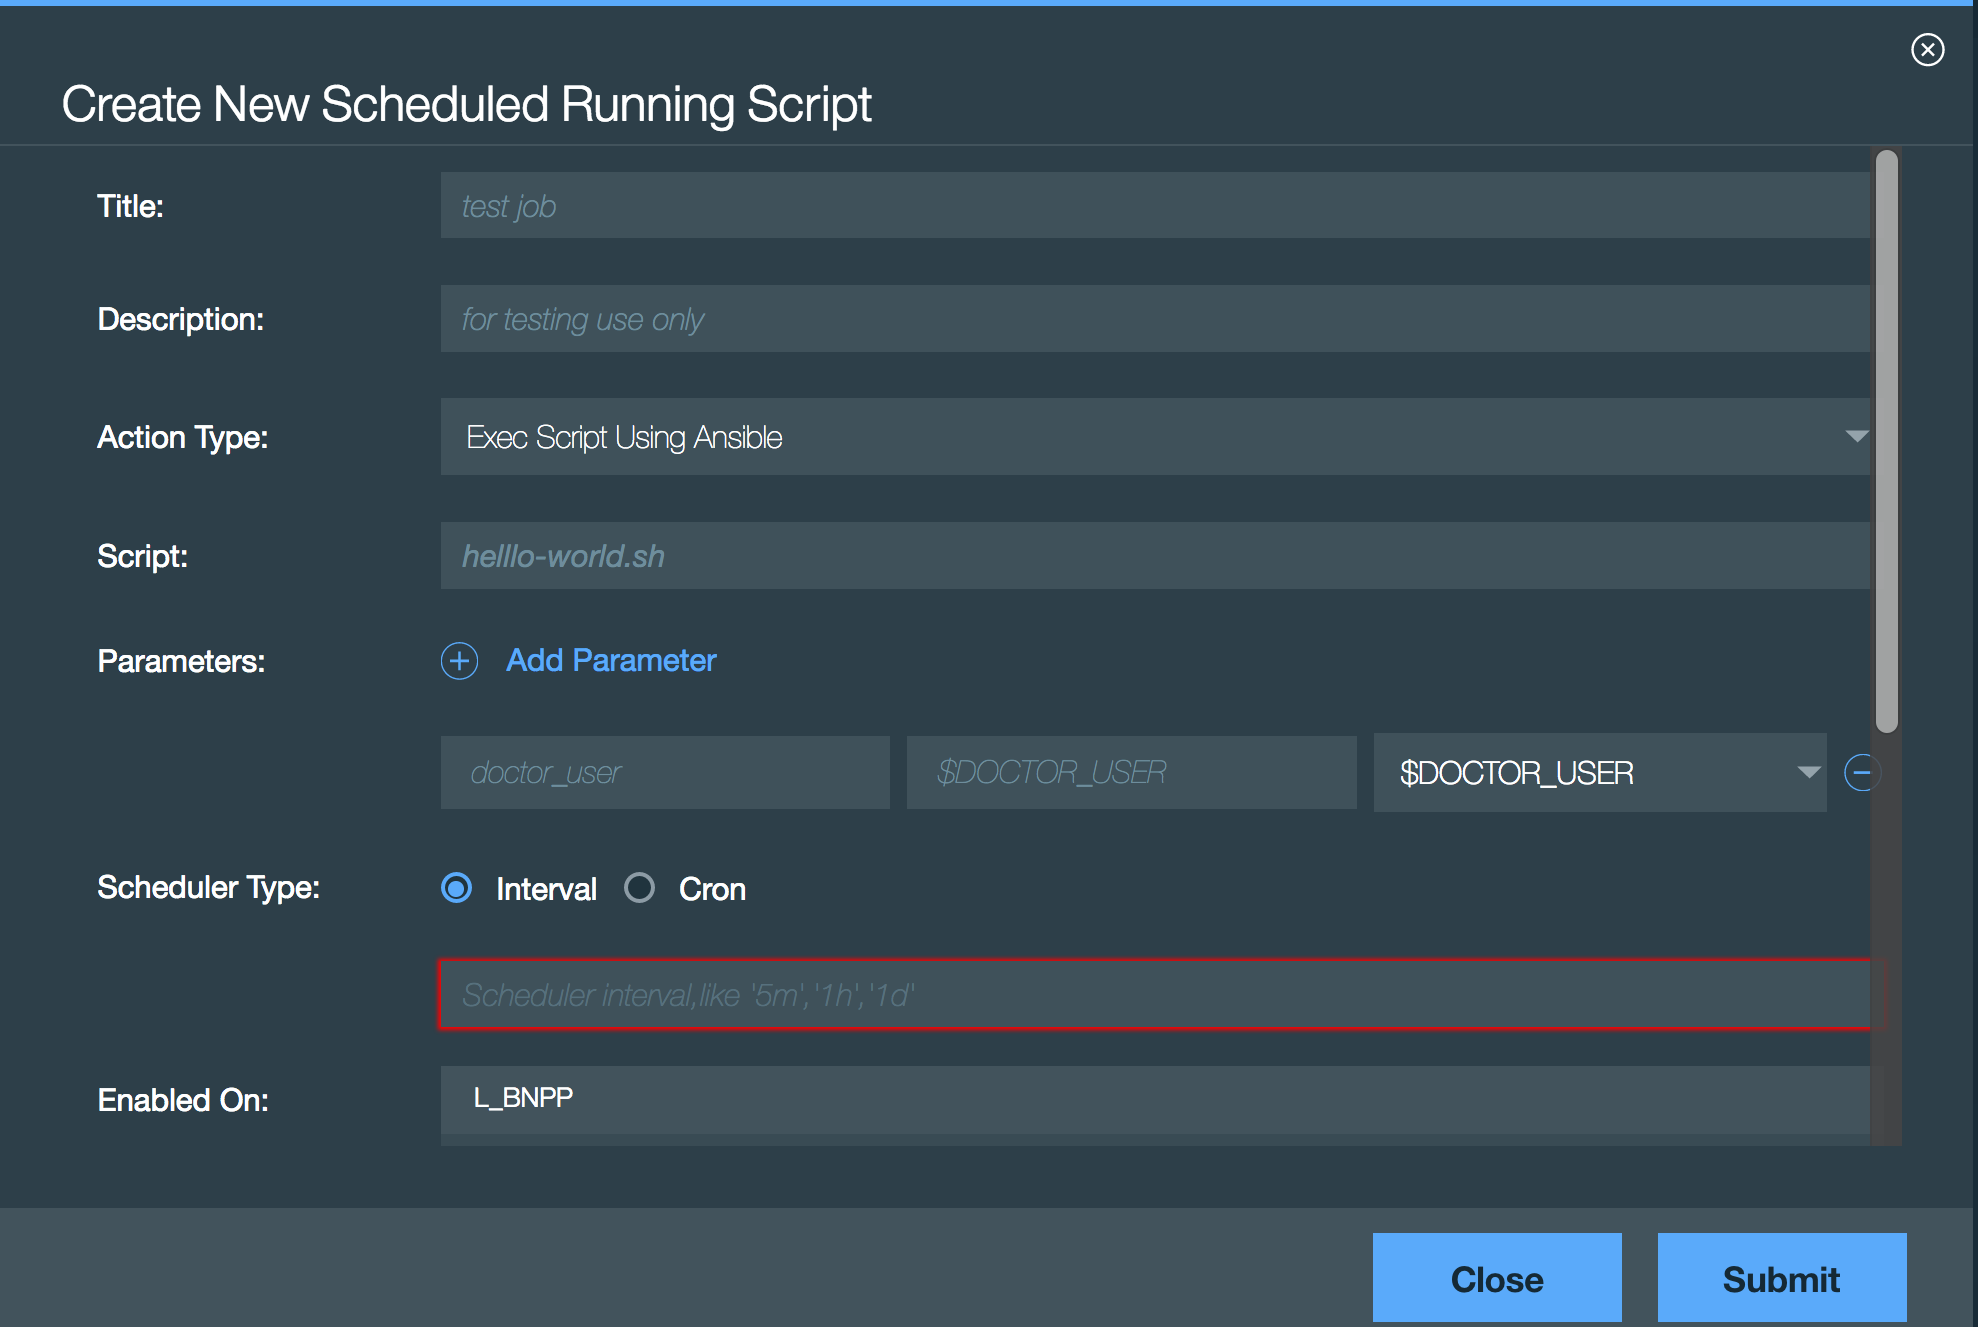 Create New Scheduled Running Script
Title:
test job
Description:
for testing use only
Action Type:
Exec Script Using Ansible
Script:
helllo-world.sh
Parameters:
Add Parameter
doctor_user
$DOCTOR_USER
$DOCTOR_USER
Scheduler Type:
Interval
Cron
Scheduler interval,like '5m','1h','1d'
Enabled On:
L_BNPP
Close
Submit